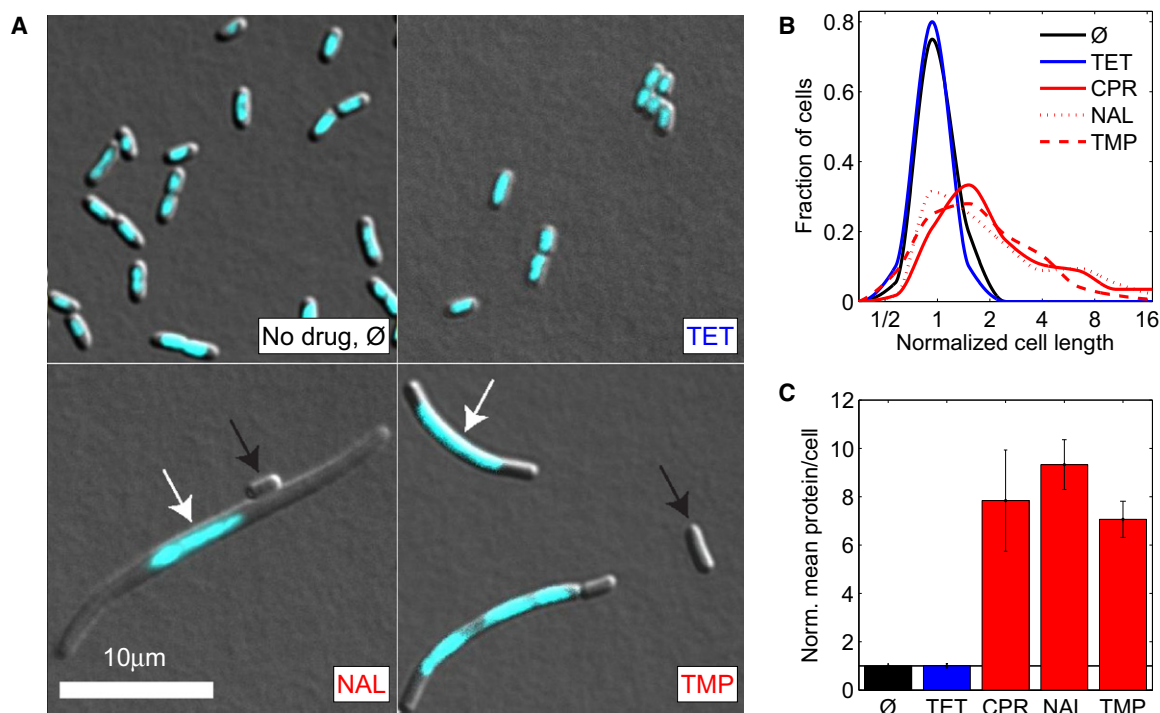 A
No drug, Ø
TET
NAL
10μm
TMP
B
Fraction of cells
0.8
0.6
0.4
0.2
0
Ø
TET
CPR
NAL
TMP
1/2 1 2 4 8 16
Normalized cell length
C
Norm. mean protein/cell
12
10
8
6
4
2
0
Ø TET CPR NAL TMP